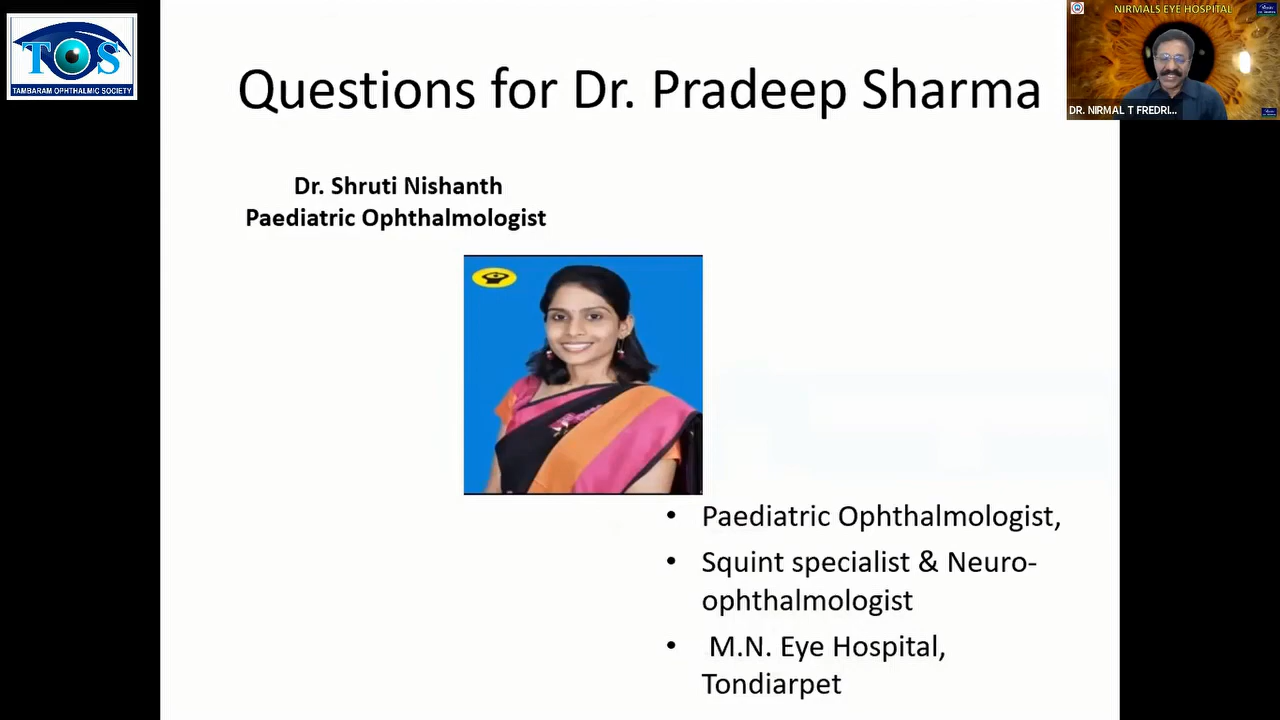 TOS
TAMBARAM OPHTHALMIC SOCIETY
NIRMALS EYE HOSPITAL
DR. NIRMAL T FREDRI...
Questions for Dr. Pradeep Sharma
Dr. Shruti Nishanth
Paediatric Ophthalmologist
• Paediatric Ophthalmologist,
• Squint specialist & Neuro-
ophthalmologist
• M.N. Eye Hospital,
Tondiarpet